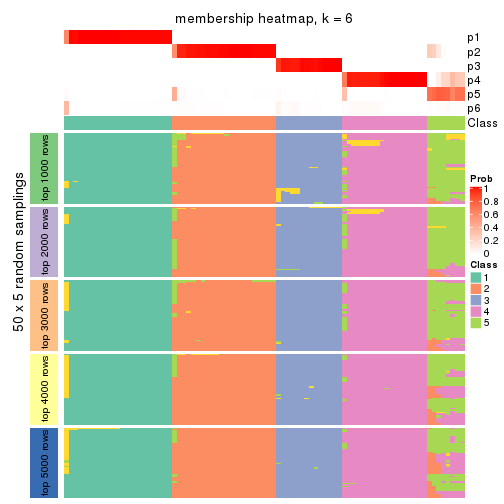 membership heatmap, k = 6
p1
p2
p3
p4
p5
p6
Class
50 x 5 random samplings
top 1000 rows
top 2000 rows
top 3000 rows
top 4000 rows
top 5000 rows
Prob
1
0.8
0.6
0.4
0.2
0
Class
1
2
3
4
5